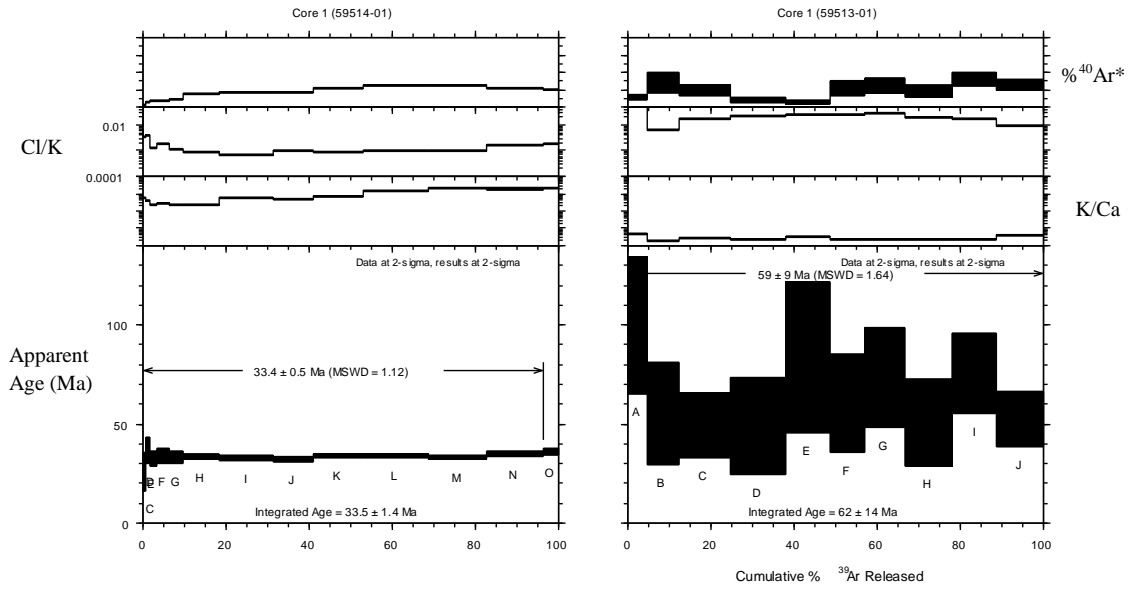 Core 1 (59514-01)
Core 1 (59513-01)
%40Ar*
0.01
Cl/K
0.0001
K/Ca
Data at 2-sigma, results at 2-sigma
Data at 2-sigma, results at 2-sigma
59 ± 9 Ma (MSWD = 1.64)
100
100
Apparent
Age (Ma)
33.4 ± 0.5 Ma (MSWD = 1.12)
50
50
C F G H I J K L M N O
A B C D E F G H I J
Integrated Age = 33.5 ± 1.4 Ma
Integrated Age = 62 ± 14 Ma
0
0
0 20 40 60 80 100
0 20 40 60 80 100
Cumulative % 39Ar Released